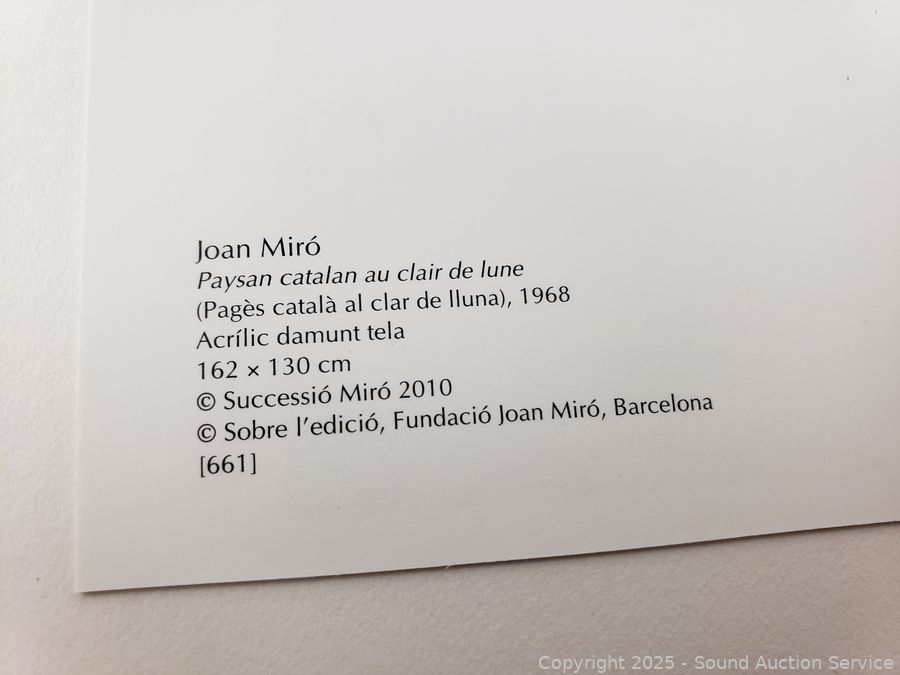 Joan Miró
Paysan catalan au clair de lune
(Pagès català al clar de lluna), 1968
Acrílic damunt tela
162 × 130 cm
© Successió Miró 2010
© Sobre l’edició, Fundació Joan Miró, Barcelona
[661]
Copyright 2025 - Sound Auction Service